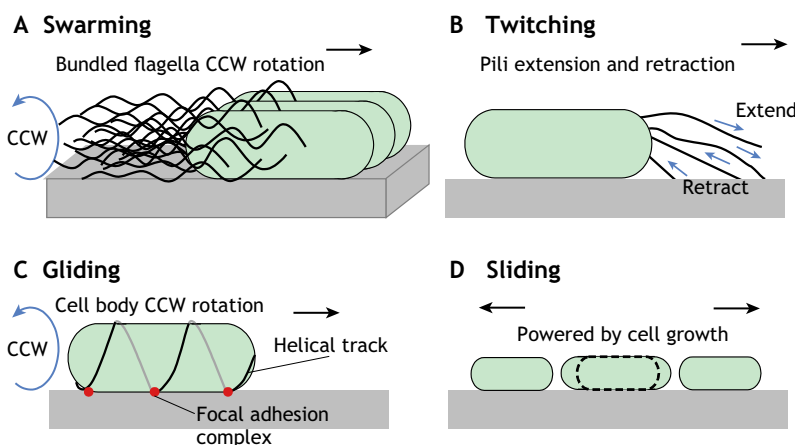 A Swarming
Bundled flagella CCW rotation
CCW
B Twitching
Pili extension and retraction
Extend
Retract
C Gliding
Cell body CCW rotation
CCW
Helical track
Focal adhesion
complex
D Sliding
Powered by cell growth